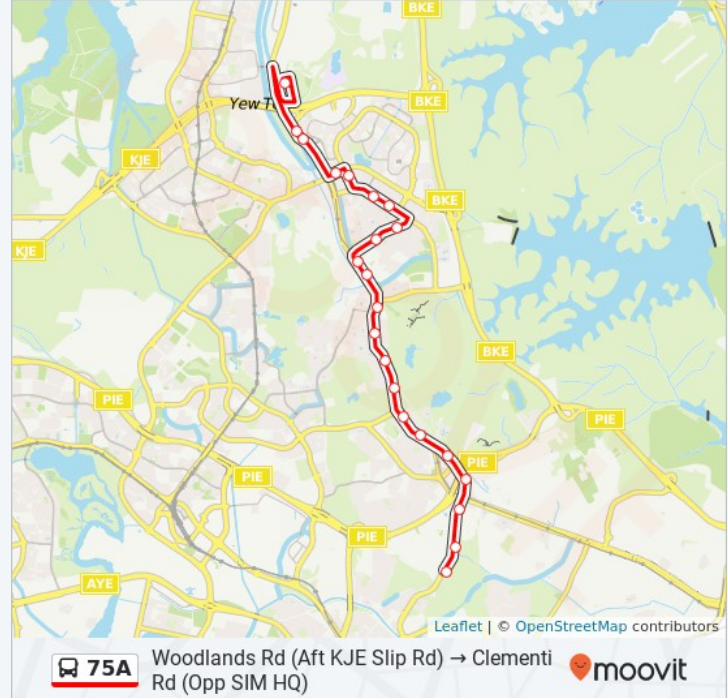 BKE
Yew T
BKE
KJE
BKE
KJE
BKE
PIE
PIE
PIE
PIE
PIE
AYE
Leaflet | © OpenStreetMap contributors
75A
Woodlands Rd (Aft KJE Slip Rd) → Clementi
Rd (Opp SIM HQ)
moovit